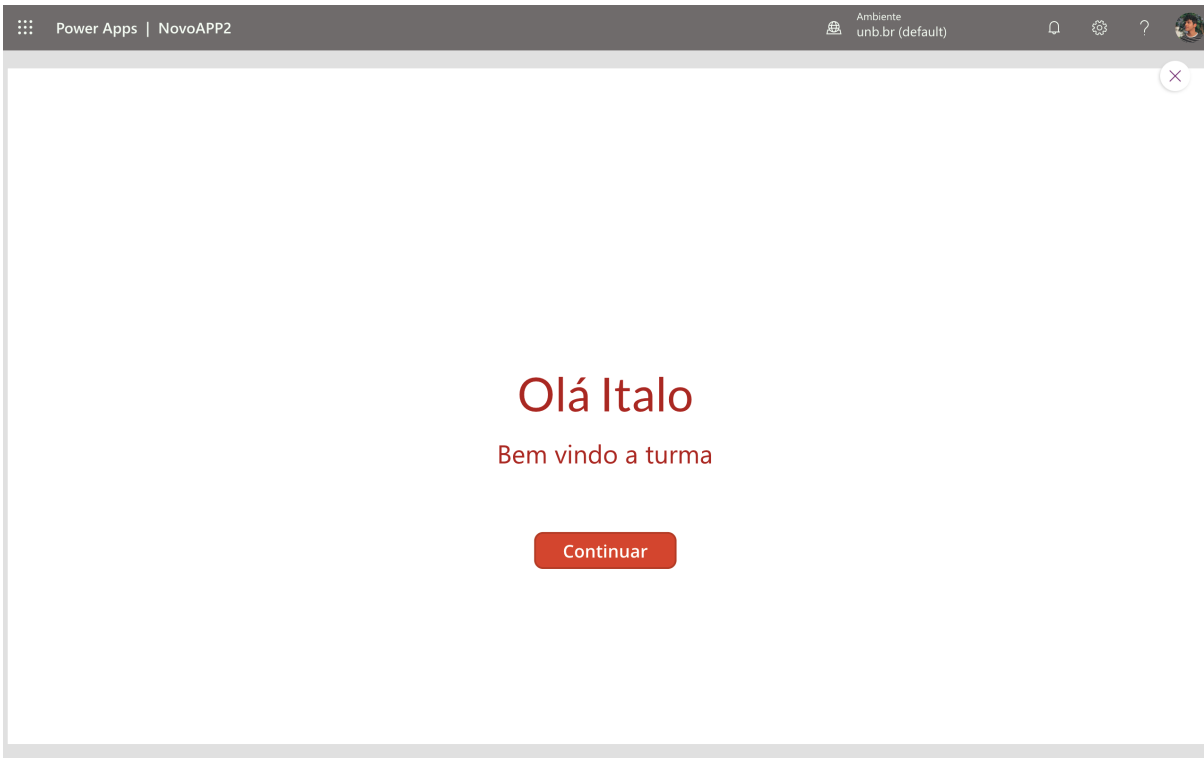 Power Apps | NovoAPP2
Ambiente
unb.br (default)
Olá Italo
Bem vindo a turma
Continuar